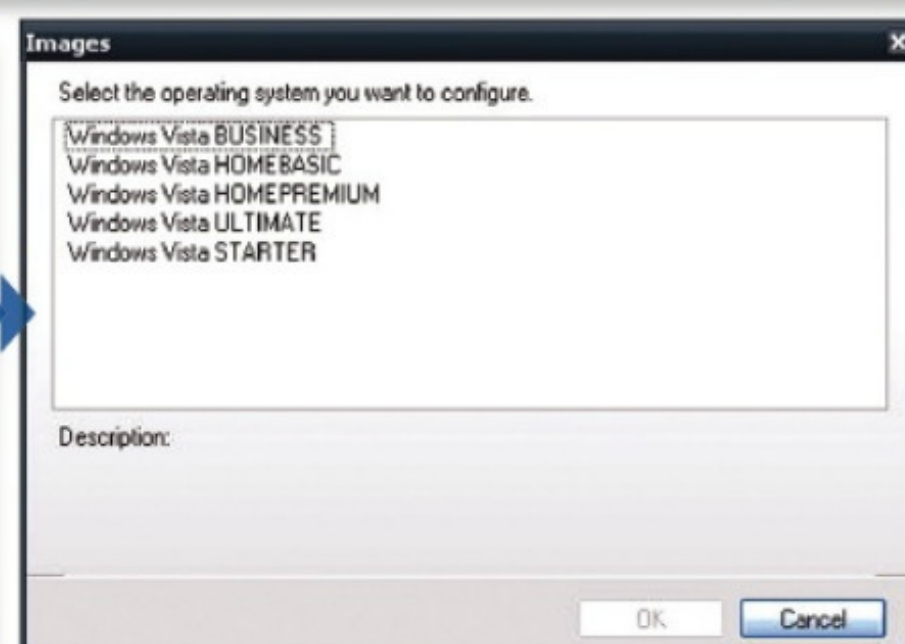 Images
Select the operating system you want to configure.
Windows Vista BUSINESS
Windows Vista HOMEBASIC
Windows Vista HOMEPREMIUM
Windows Vista ULTIMATE
Windows Vista STARTER
Description:
OK
Cancel